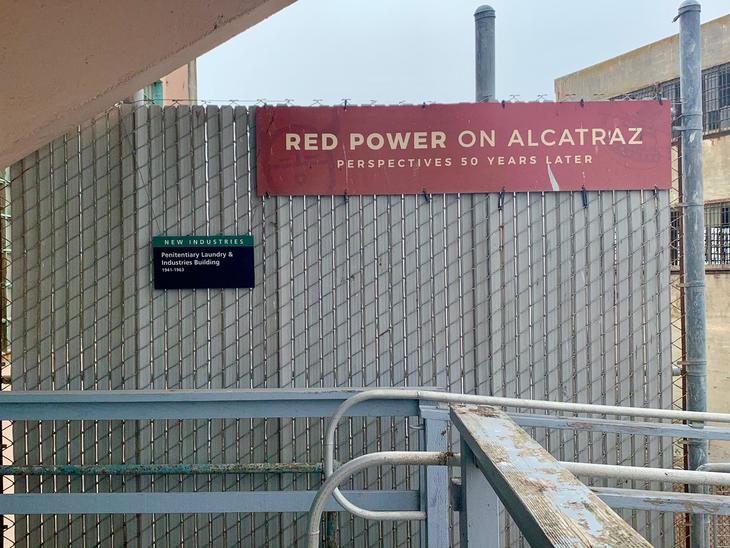 RED POWER ON ALCATRAZ
PERSPECTIVES 50 YEARS LATER
NEW INDUSTRIES
Penitentiary Laundry &
Industries Building
1941-1963